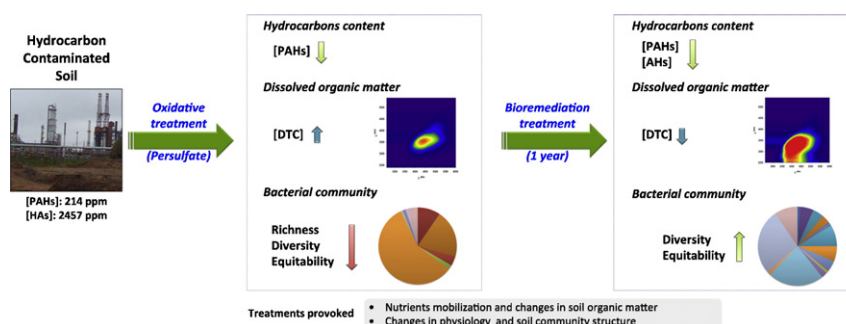 Hydrocarbon
Contaminated
Soil
[PAHs]: 214 ppm
[HAs]: 2457 ppm
Oxidative
treatment
(Persulfate)
Hydrocarbons content
[PAHs]
Dissolved organic matter
[DTC]
Bacterial community
Richness
Diversity
Equitability
Bioremediation
treatment
(1 year)
Hydrocarbons content
[PAHs]
[AHs]
Dissolved organic matter
[DTC]
Bacterial community
Diversity
Equitability
Treatments provoked
• Nutrients mobilization and changes in soil organic matter
• Changes in physiology and soil community structure